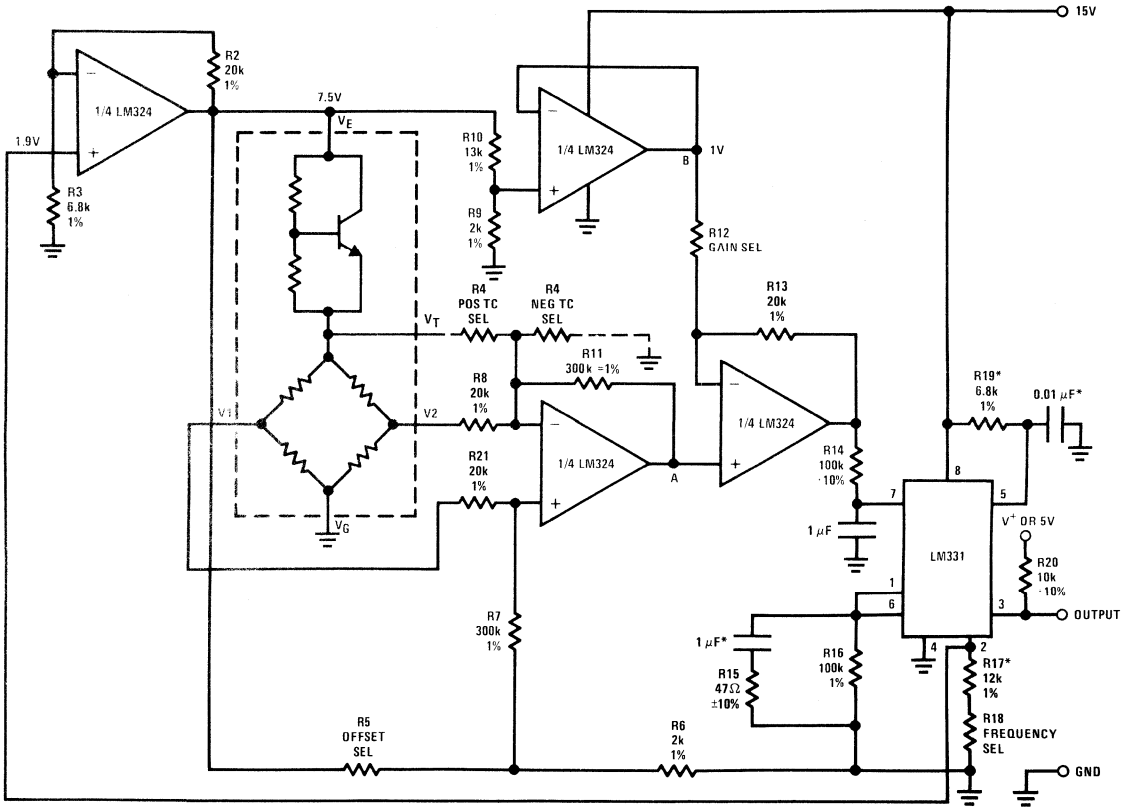 15V
R2
20k
1%
1/4 LM324
1.9V
R3
6.8k
1%
7.5V
VE
R10
13k
1%
R9
2k
1%
1/4 LM324
B
1V
R12
GAIN SEL
R13
20k
1%
VT
R4
POS TC
SEL
R4
NEG TC
SEL
R11
300k =1%
V1
V2
R8
20k
1%
R21
20k
1%
1/4 LM324
A
1/4 LM324
R14
100k
·10%
R19*
6.8k
1%
0.01 µF*
VG
1 µF
7
8
5
LM331
V+ OR 5V
R20
10k
·10%
1
6
3
OUTPUT
4
2
R7
300k
1%
1 µF*
R15
47Ω
±10%
R16
100k
1%
R17*
12k
1%
R18
FREQUENCY
SEL
R5
OFFSET
SEL
R6
2k
1%
GND